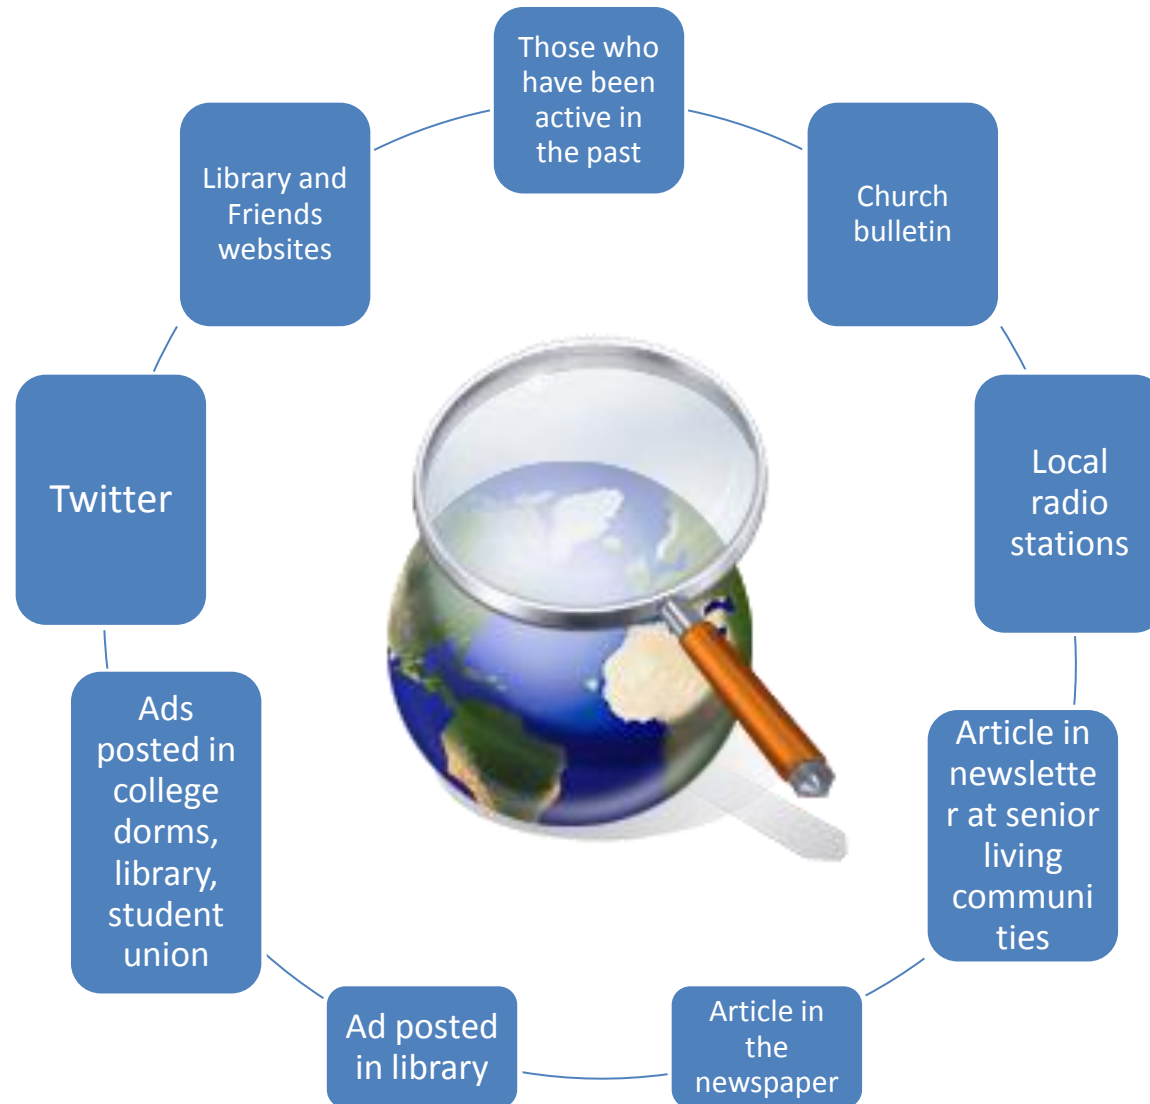 Those who
have been
active in
the past
Church
bulletin
Local
radio
stations
Article in
newslette
r at senior
living
communi
ties
Article in
the
newspaper
Ad posted
in library
Ads
posted in
college
dorms,
library,
student
union
Twitter
Library and
Friends
websites